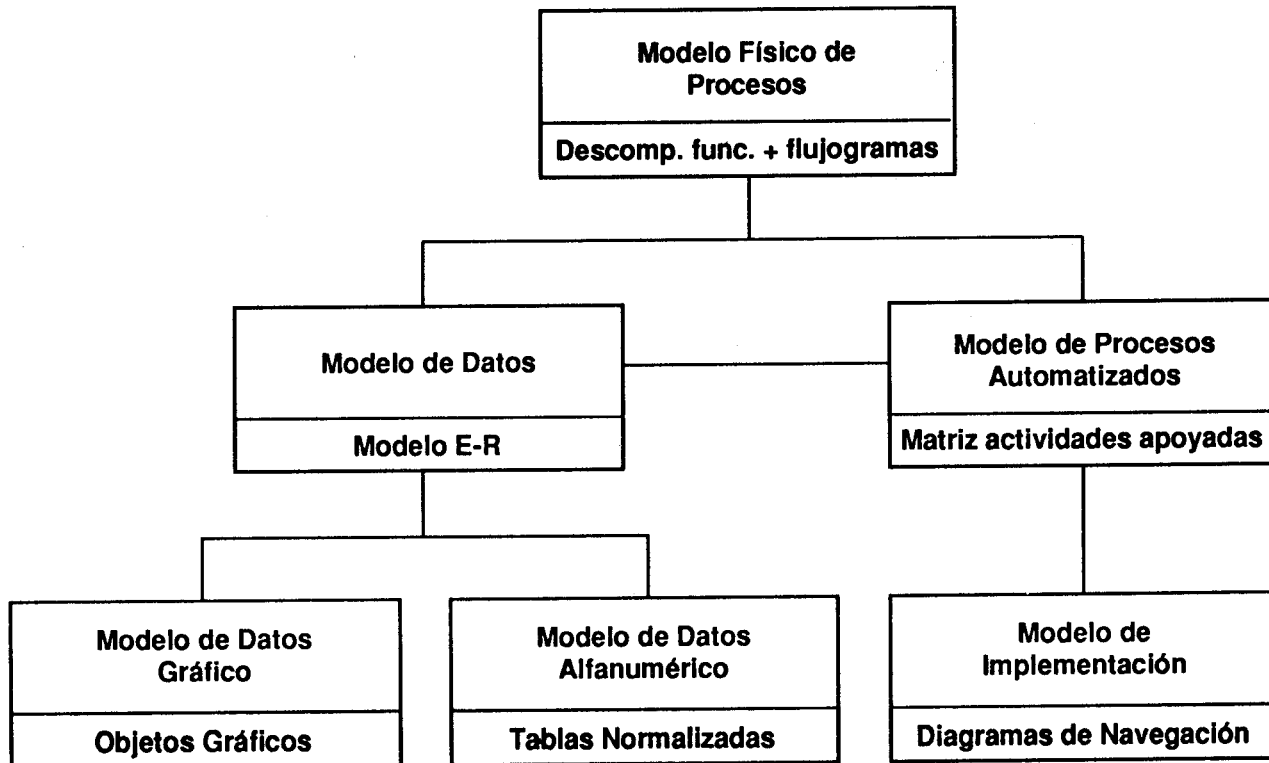 Modelo Físico de
Procesos
Descomp. func. + flujogramas
Modelo de Datos
Modelo E-R
Modelo de Procesos
Automatizados
Matriz actividades apoyadas
Modelo de Datos
Gráfico
Objetos Gráficos
Modelo de Datos
Alfanumérico
Tablas Normalizadas
Modelo de
Implementación
Diagramas de Navegación